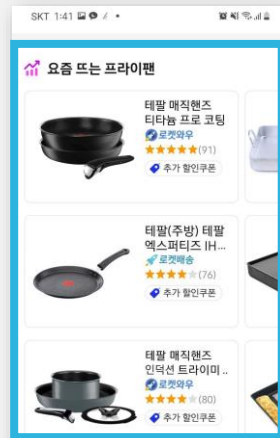 SKT 1:41
요즘 뜨는 프라이팬
테팔 매직핸즈
티타늄 프로 코팅
로켓와우
★★★★★(91)
추가 할인쿠폰
테팔(주방) 테팔
엑스퍼티즈 IH...
로켓배송
★★★★☆(76)
추가 할인쿠폰
테팔 매직핸즈
인덕션 트라이미 ..
로켓와우
★★★★☆(80)
추가 할인쿠폰